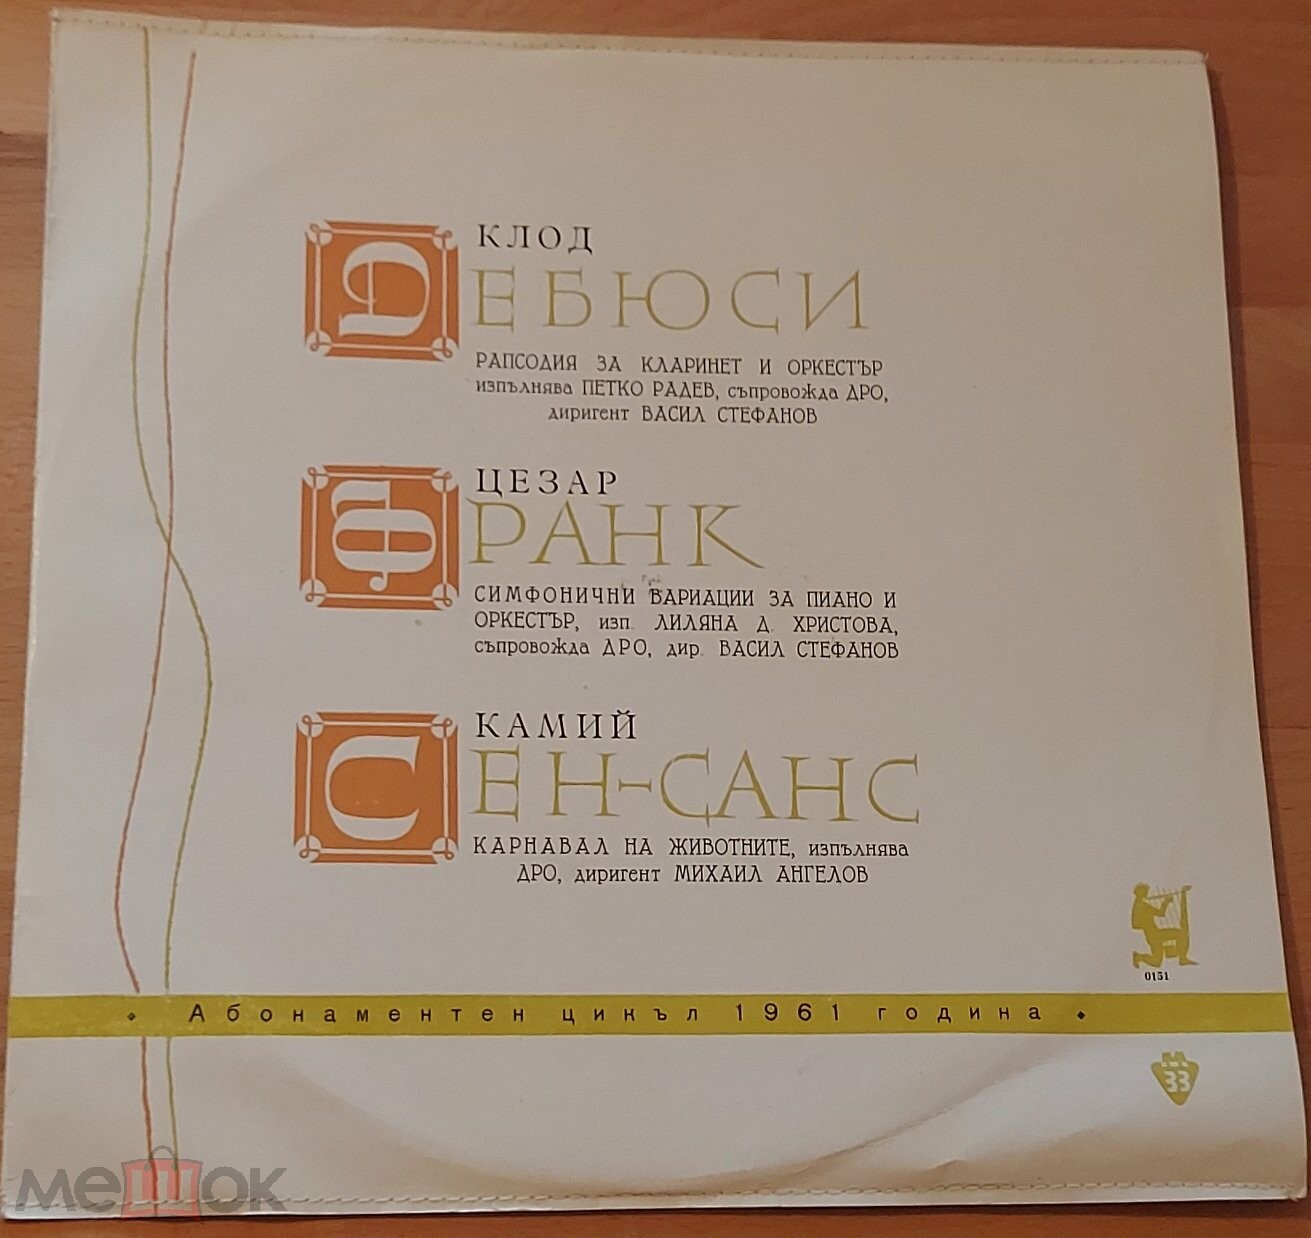 КЛОД
ДЕБЮСИ
РАПСОДИЯ ЗА КЛАРИНЕТ И ОРКЕСТЪР
изпълнява ПЕТКО РАДЕВ, съпровожда ДРО,
диригент ВАСИЛ СТЕФАНОВ
ЦЕЗАР
ФРАНК
СИМФОНИЧНИ ВАРИАЦИИ ЗА ПИАНО И
ОРКЕСТЪР, изп. ЛИЛЯНА Д. ХРИСТОВА,
съпровожда ДРО, дир. ВАСИЛ СТЕФАНОВ
КАМИЙ
СЕН-САНС
КАРНАВАЛ НА ЖИВОТНИТЕ, изпълнява
ДРО, диригент МИХАИЛ АНГЕЛОВ
0151
Абонаментен цикъл 1961 година
33
мешок